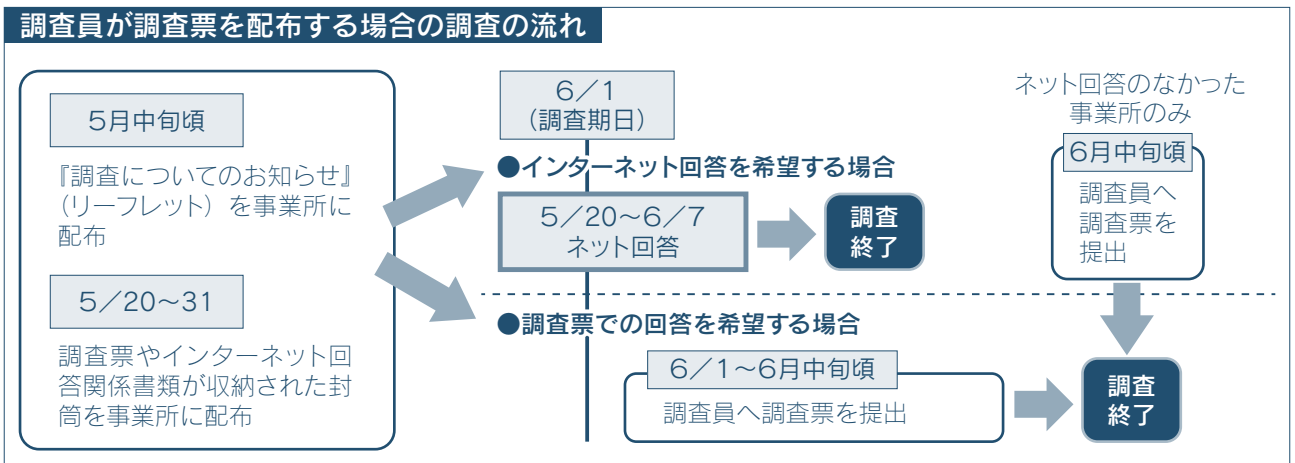 調査員が調査票を配布する場合の調査の流れ
5月中旬頃
『調査についてのお知らせ』
（リーフレット）を事業所に
配布
5／20～31
調査票やインターネット回
答関係書類が収納された封
筒を事業所に配布
6／1
（調査期日）
●インターネット回答を希望する場合
5／20～6／7
ネット回答
調査
終了
ネット回答のなかった
事業所のみ
6月中旬頃
調査員へ
調査票を
提出
●調査票での回答を希望する場合
6／1～6月中旬頃
調査員へ調査票を提出
調査
終了